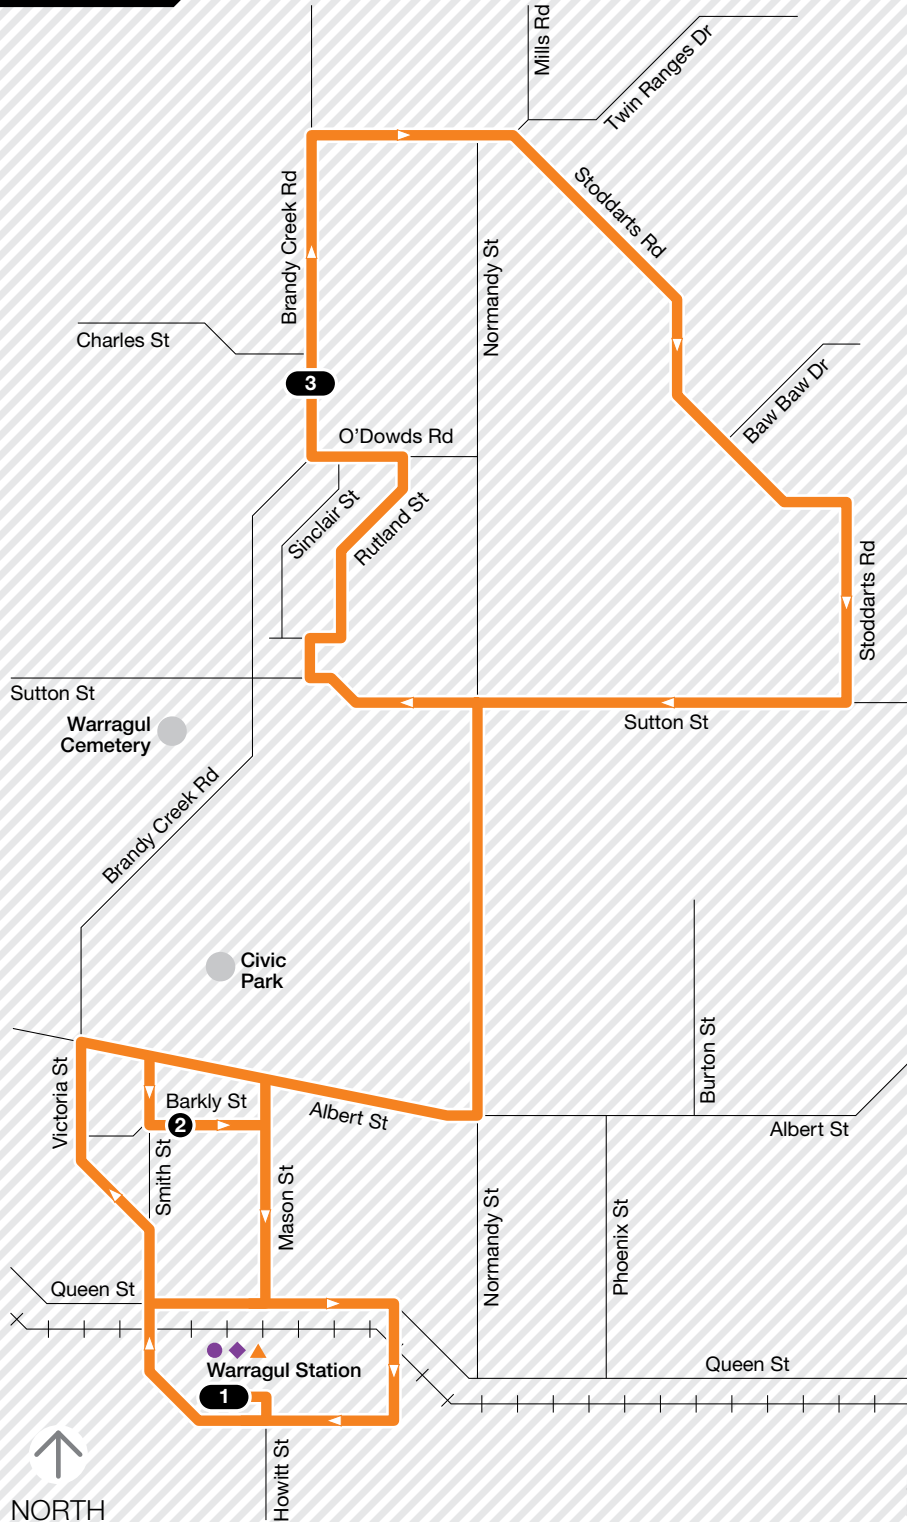 Mills Rd
Twin Ranges Dr
Stoddarts Rd
Brandy Creek Rd
Normandy St
Charles St
3
Baw Baw Dr
O'Dowds Rd
Sinclair St
Rutland St
Stoddarts Rd
Sutton St
Sutton St
Warragul
Cemetery
Brandy Creek Rd
Civic
Park
Burton St
Victoria St
Barkly St
Albert St
2
Albert St
Smith St
Mason St
Normandy St
Phoenix St
Queen St
Queen St
Warragul Station
1
Howitt St
NORTH